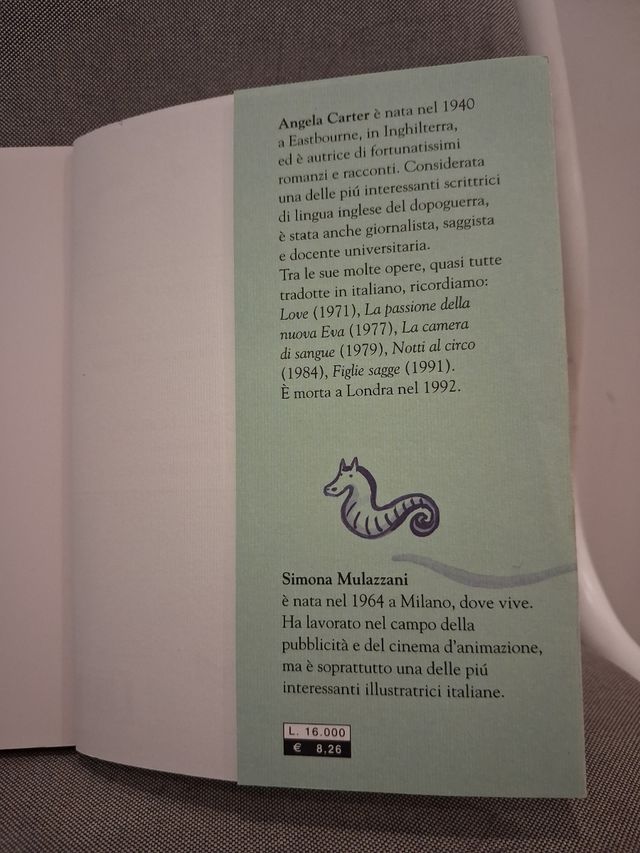 Angela Carter è nata nel 1940
a Eastbourne, in Inghilterra,
ed è autrice di fortunatissimi
romanzi e racconti. Considerata
una delle piú interessanti scrittrici
di lingua inglese del dopoguerra,
è stata anche giornalista, saggista
e docente universitaria.
Tra le sue molte opere, quasi tutte
tradotte in italiano, ricordiamo:
Love (1971), La passione della
nuova Eva (1977), La camera
di sangue (1979), Notti al circo
(1984), Figlie sagge (1991).
È morta a Londra nel 1992.
Simona Mulazzani
è nata nel 1964 a Milano, dove vive.
Ha lavorato nel campo della
pubblicità e del cinema d'animazione,
ma è soprattutto una delle piú
interessanti illustratrici italiane.
L. 16.000
€ 8,26